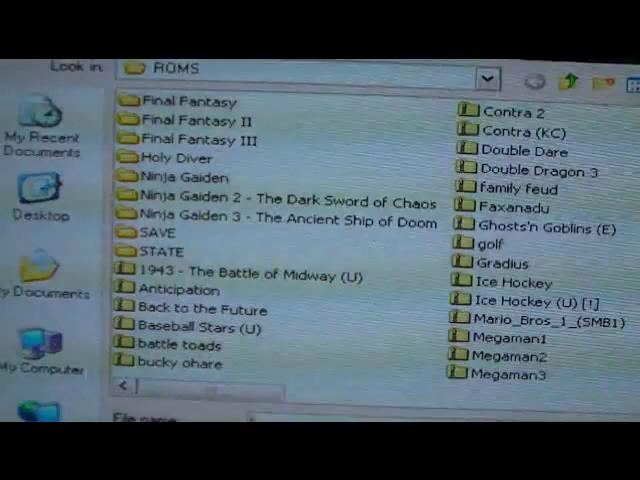 Look in:
ROMS
My Recent
Documents
Desktop
My Documents
My Computer
Final Fantasy
Final Fantasy II
Final Fantasy III
Holy Diver
Ninja Gaiden
Ninja Gaiden 2 - The Dark Sword of Chaos
Ninja Gaiden 3 - The Ancient Ship of Doom
SAVE
STATE
1943 - The Battle of Midway (U)
Anticipation
Back to the Future
Baseball Stars (U)
battle toads
bucky ohare
Contra 2
Contra (KC)
Double Dare
Double Dragon 3
family feud
Faxanadu
Ghosts'n Goblins (E)
golf
Gradius
Ice Hockey
Ice Hockey (U) [!]
Mario_Bros_1_(SMB1)
Megaman1
Megaman2
Megaman3
File name: